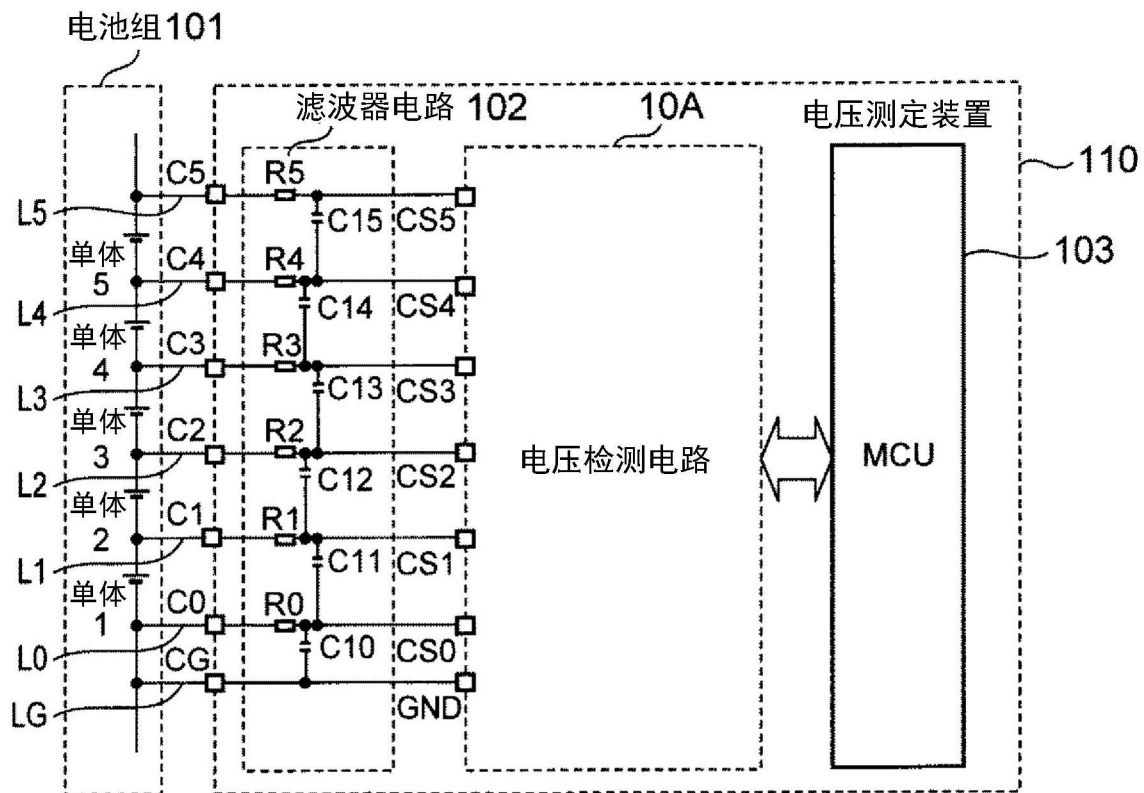 电池组101
滤波器电路 102
10A
电压测定装置
110
C5
R5
L5
C15
CS5
单体
5
C4
R4
103
L4
C14
CS4
单体
4
C3
R3
L3
C13
CS3
单体
3
C2
R2
电压检测电路
MCU
L2
C12
CS2
单体
2
C1
R1
L1
C11
CS1
单体
1
C0
R0
L0
C10
CS0
CG
LG
GND